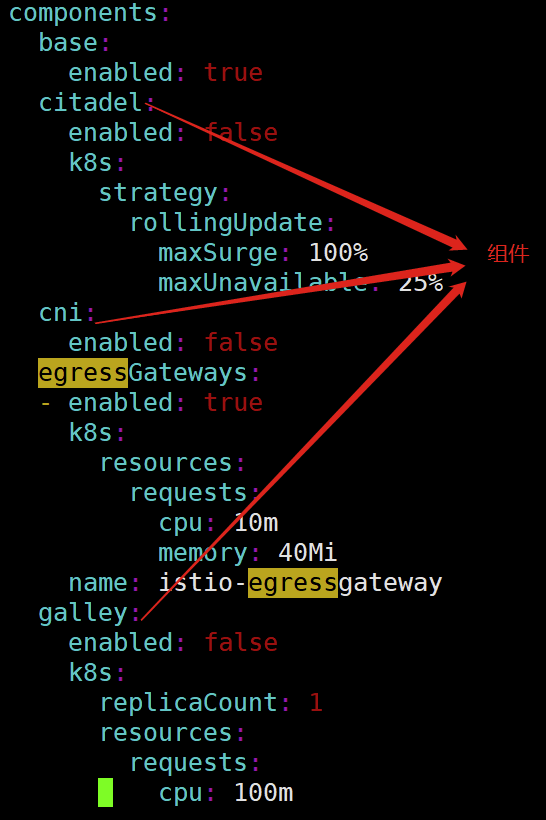 components:
  base:
    enabled: true
  citadel:
    enabled: false
    k8s:
      strategy:
        rollingUpdate:
          maxSurge: 100%
组件
          maxUnavailable: 25%
  cni:
    enabled: false
  egressGateways:
  - enabled: true
    k8s:
      resources:
        requests:
          cpu: 10m
          memory: 40Mi
    name: istio-egressgateway
  galley:
    enabled: false
    k8s:
      replicaCount: 1
      resources:
        requests:
          cpu: 100m